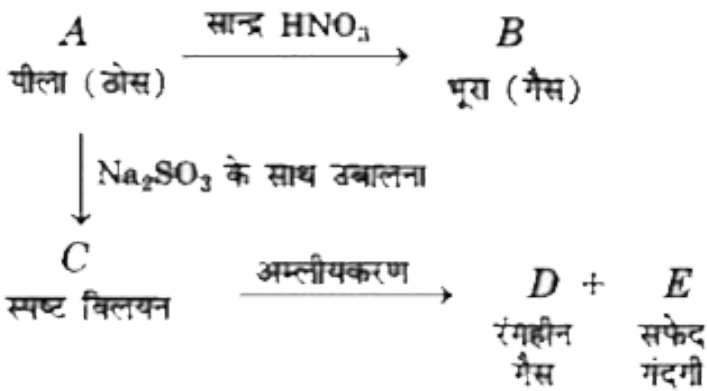 A सान्द्र HNO₃ B
पीला (ठोस) भूरा (गैस)
Na₂SO₃ के साथ उबालना
C अम्लीयकरण D + E
स्पष्ट विलयन रंगहीन सफेद
गैस गंदगी